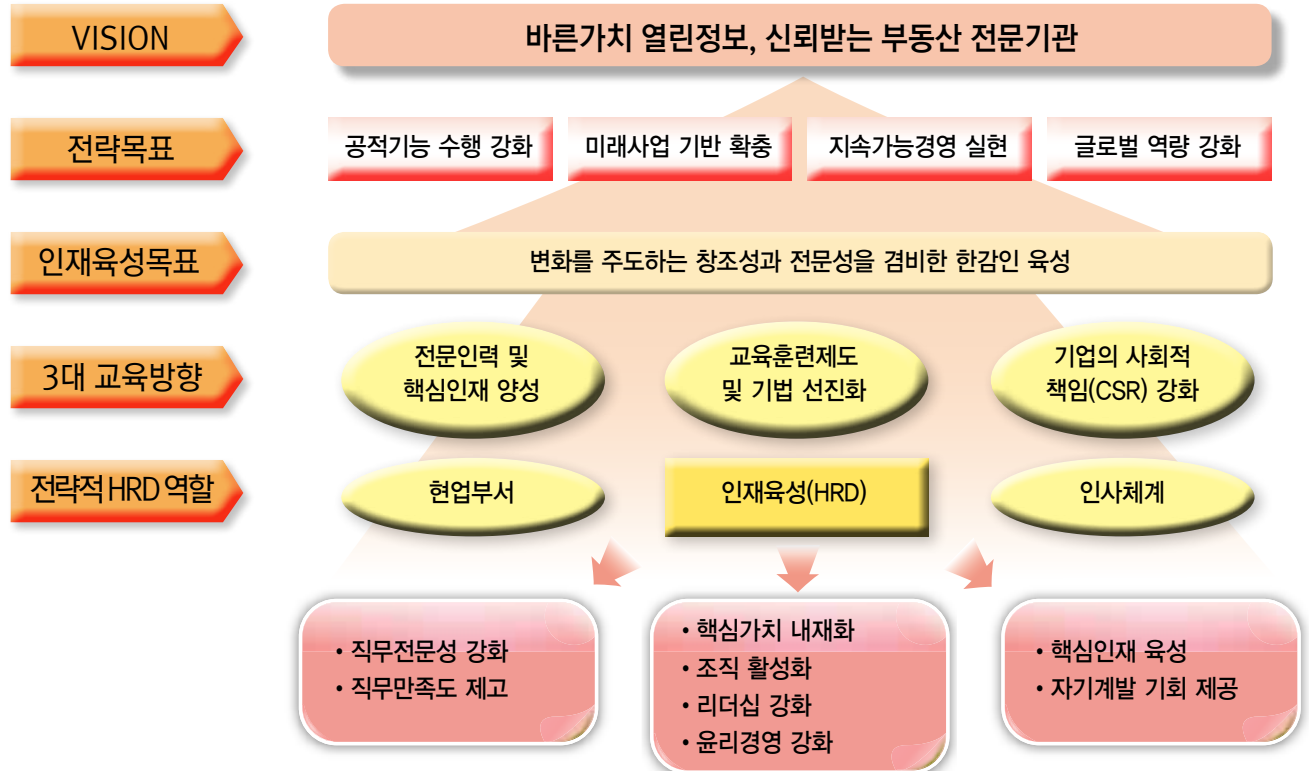 VISION
바른가치 열린정보, 신뢰받는 부동산 전문기관
전략목표
공적기능 수행 강화
미래사업 기반 확충
지속가능경영 실현
글로벌 역량 강화
인재육성목표
변화를 주도하는 창조성과 전문성을 겸비한 한감인 육성
3대 교육방향
전문인력 및
핵심인재 양성
교육훈련제도
및 기법 선진화
기업의 사회적
책임(CSR) 강화
전략적 HRD 역할
현업부서
인재육성(HRD)
인사체계
• 직무전문성 강화
• 직무만족도 제고
• 핵심가치 내재화
• 조직 활성화
• 리더십 강화
• 윤리경영 강화
• 핵심인재 육성
• 자기계발 기회 제공